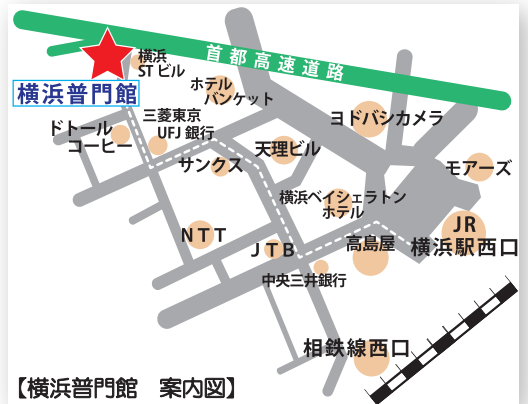 首都高速道路
横浜
STビル
横浜普門館
ホテル
バンケット
ヨドバシカメラ
三菱東京
UFJ 銀行
ドトール
コーヒー
天理ビル
サンクス
モアーズ
横浜ベイシェラトン
ホテル
JR
横浜駅西口
NTT
JTB
高島屋
中央三井銀行
相鉄線西口
【横浜普門館　案内図】